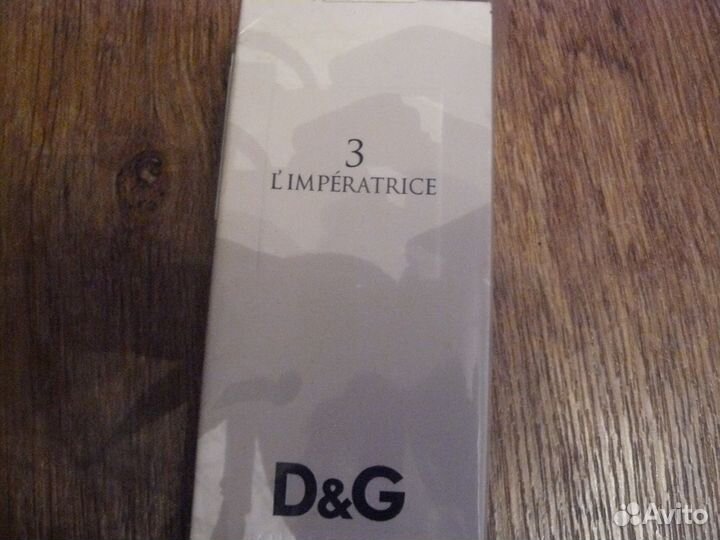 3
L'IMPÉRATRICE
D&G
Avito